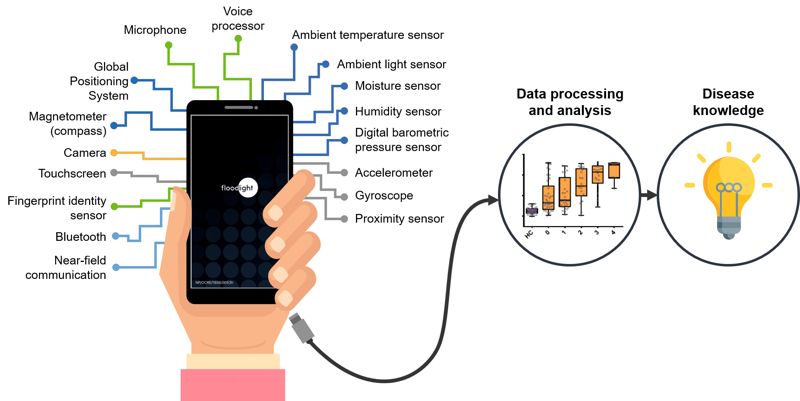 Voice
processor
Microphone
Ambient temperature sensor
Global
Positioning
System
Ambient light sensor
Moisture sensor
Magnetometer
(compass)
Humidity sensor
Digital barometric
pressure sensor
Camera
Touchscreen
Accelerometer
Fingerprint identity
sensor
Gyroscope
Proximity sensor
Bluetooth
Near-field
communication
floodlight
Data processing
and analysis
HC 0 1 2 3 4
Disease
knowledge